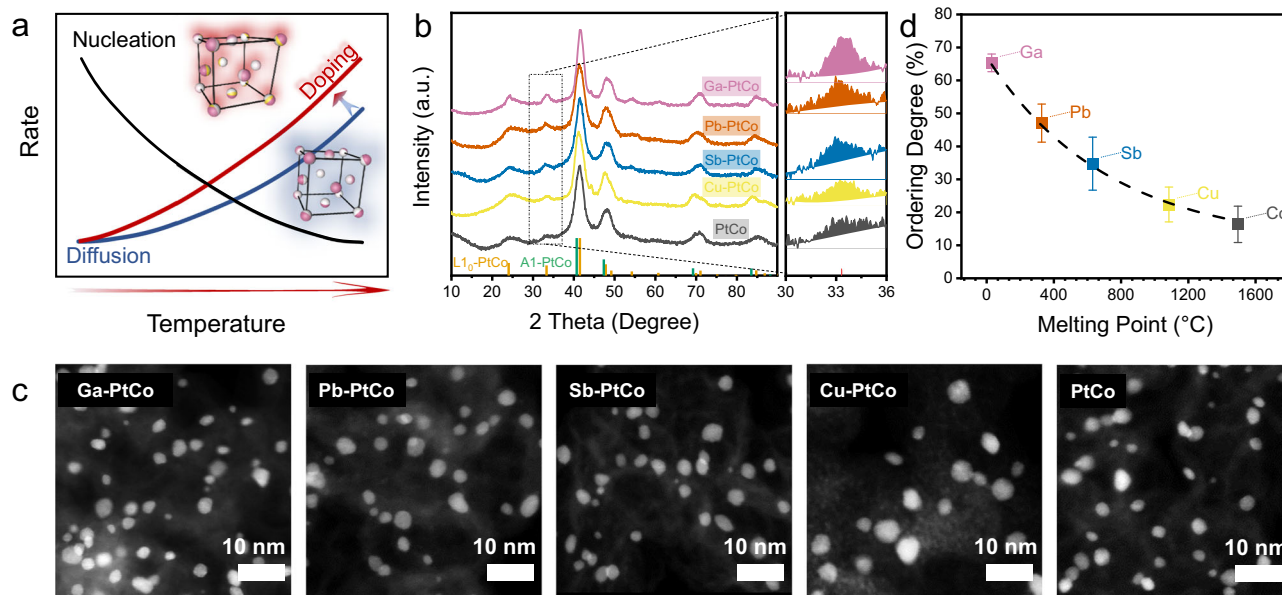 a
Nucleation
Doping
Diffusion
Rate
Temperature
b
Ga-PtCo
Pb-PtCo
Sb-PtCo
Cu-PtCo
PtCo
L1₀-PtCo
A1-PtCo
Intensity (a.u.)
10 20 30 40 50 60 70 80
30 33 36
2 Theta (Degree)
d
80
70
60
50
40
30
20
10
0
Ga
Pb
Sb
Cu
Co
Ordering Degree (%)
0 400 800 1200 1600
Melting Point (°C)
c
Ga-PtCo
10 nm
Pb-PtCo
10 nm
Sb-PtCo
10 nm
Cu-PtCo
10 nm
PtCo
10 nm